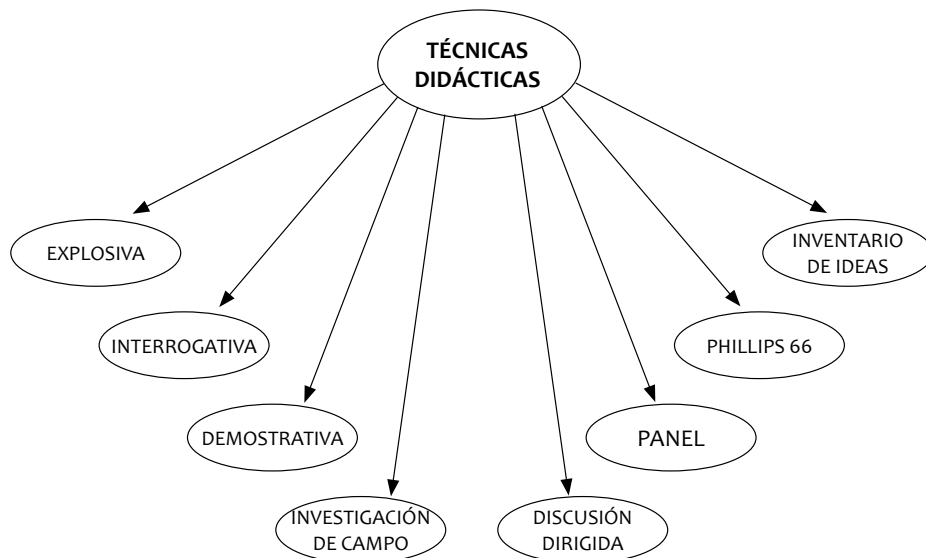 TÉCNICAS
DIDÁCTICAS
EXPLOSIVA
INVENTARIO
DE IDEAS
INTERROGATIVA
PHILLIPS 66
DEMOSTRATIVA
PANEL
INVESTIGACIÓN
DE CAMPO
DISCUSIÓN
DIRIGIDA